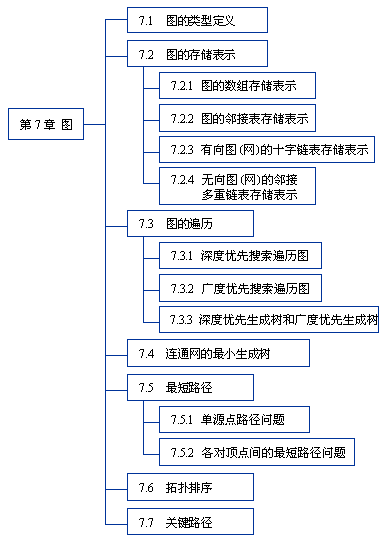 7.1 图的类型定义
7.2 图的存储表示
7.2.1 图的数组存储表示
第 7 章 图
7.2.2 图的邻接表存储表示
7.2.3 有向图(网)的十字链表存储表示
7.2.4 无向图(网)的邻接
多重链表存储表示
7.3 图的遍历
7.3.1 深度优先搜索遍历图
7.3.2 广度优先搜索遍历图
7.3.3 深度优先生成树和广度优先生成树
7.4 连通网的最小生成树
7.5 最短路径
7.5.1 单源点路径问题
7.5.2 各对顶点间的最短路径问题
7.6 拓扑排序
7.7 关键路径